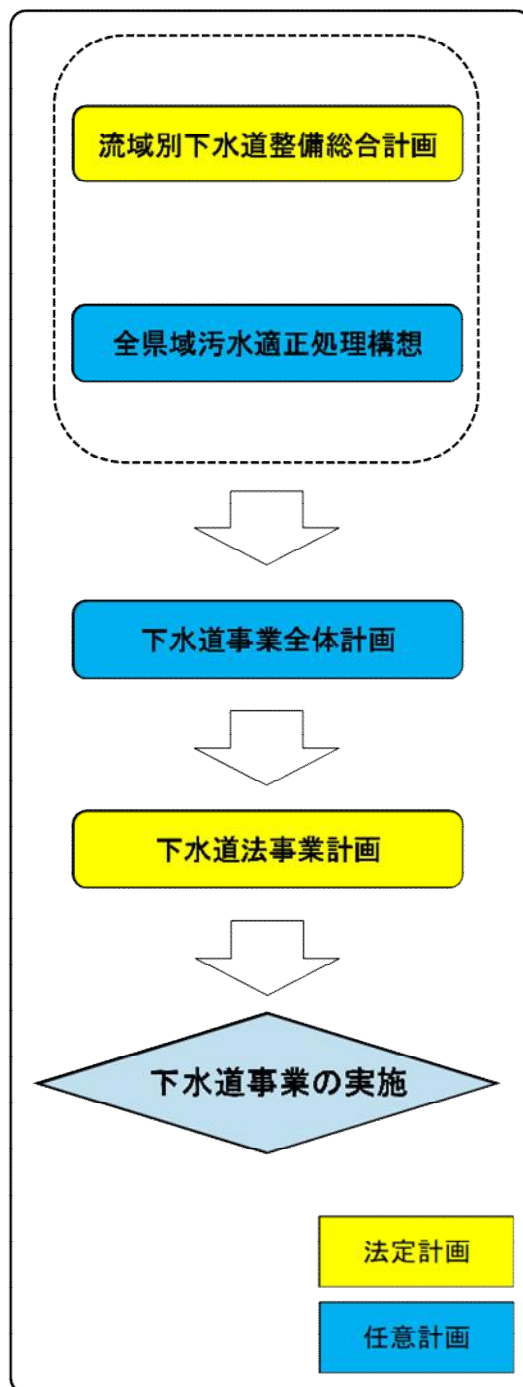 流域別下水道整備総合計画
全県域汚水適正処理構想
下水道事業全体計画
下水道法事業計画
下水道事業の実施
法定計画
任意計画